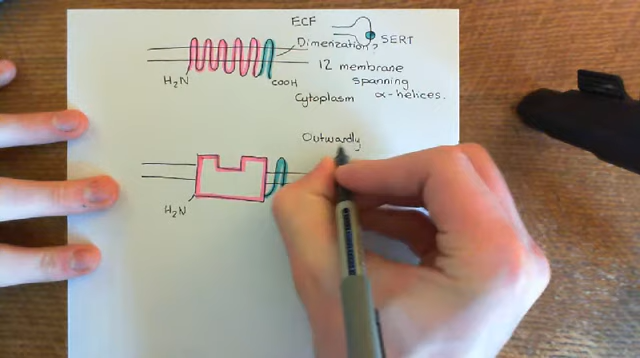 ECF
SERT
Dimerization?
12 membrane
spanning
α-helices.
H₂N
COOH
Cytoplasm
Outwardly
H₂N